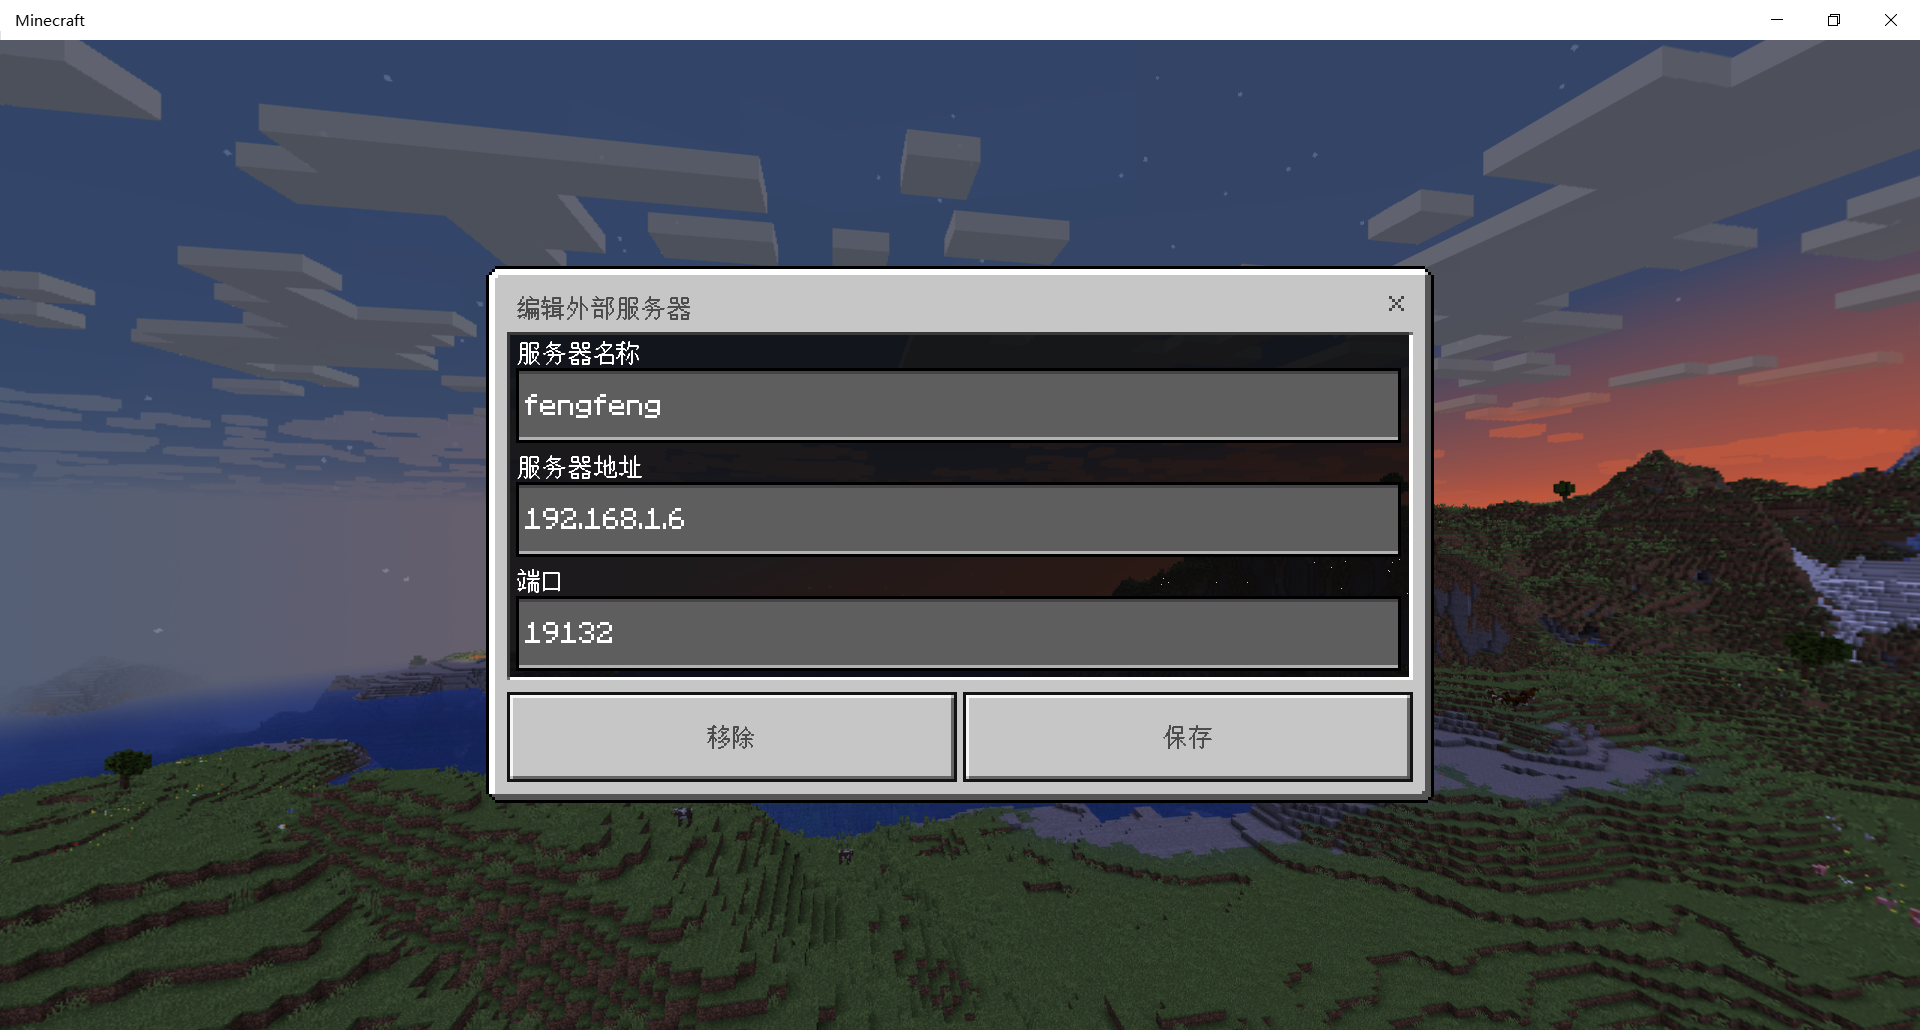 Minecraft
编辑外部服务器
服务器名称
fengfeng
服务器地址
192.168.1.6
端口
19132
移除
保存